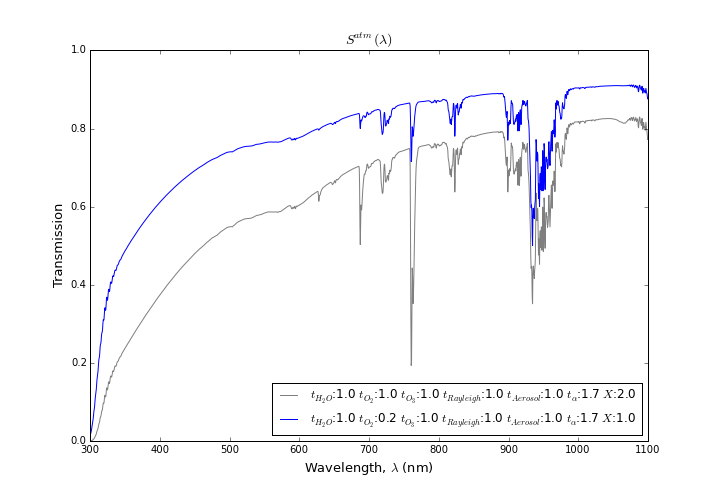 S^{atm}(λ)
1.0
0.8
0.6
0.4
0.2
0.0
Transmission
300 400 500 600 700 800 900 1000 1100
Wavelength, λ (nm)
t_{H_2O}:1.0 t_{O_2}:1.0 t_{O_3}:1.0 t_{Rayleigh}:1.0 t_{Aerosol}:1.0 t_α:1.7 X:2.0
t_{H_2O}:1.0 t_{O_2}:0.2 t_{O_3}:1.0 t_{Rayleigh}:1.0 t_{Aerosol}:1.0 t_α:1.7 X:1.0